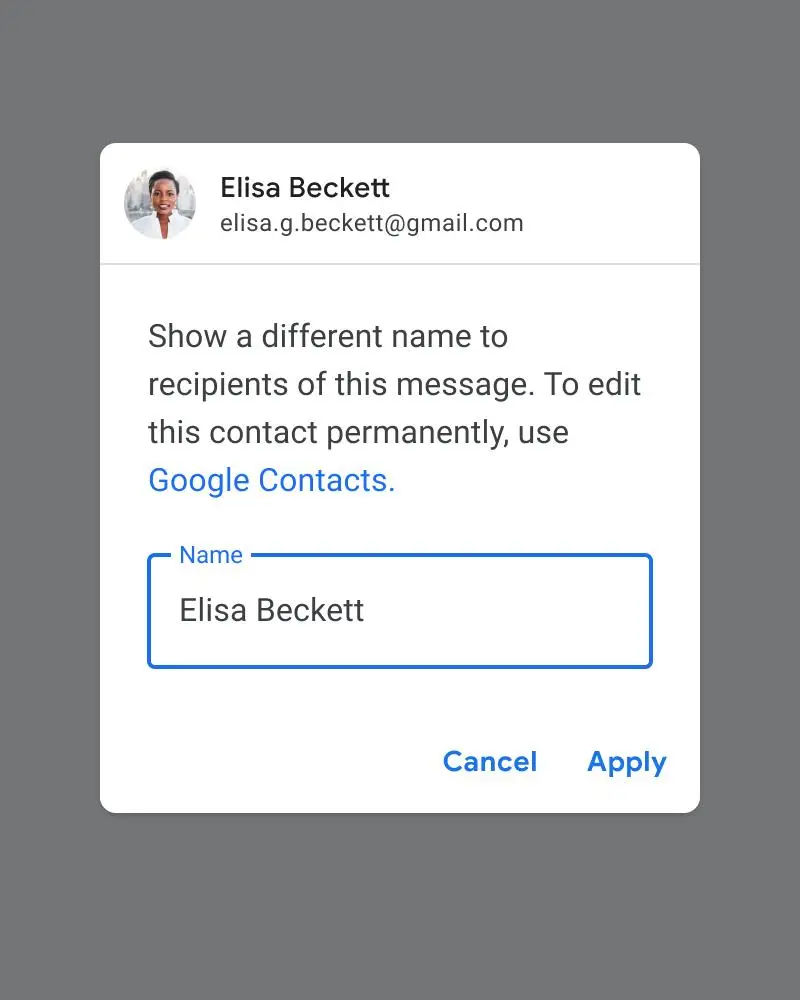 Elisa Beckett
elisa.g.beckett@gmail.com
Show a different name to
recipients of this message. To edit
this contact permanently, use
Google Contacts.
Name
Elisa Beckett
Cancel Apply